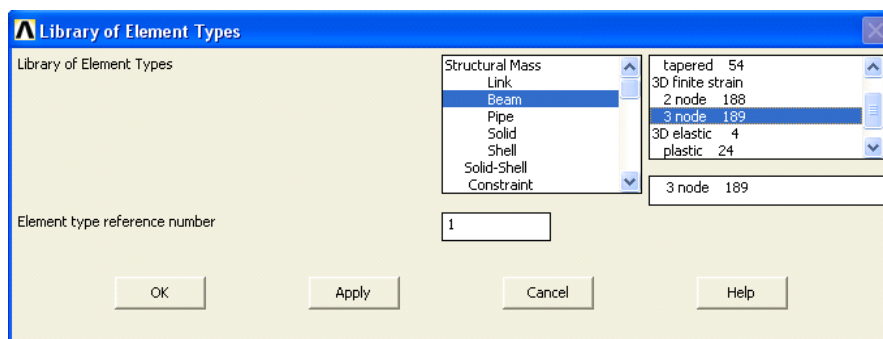 Library of Element Types
Library of Element Types
Structural Mass
Link
Beam
Pipe
Solid
Shell
Solid-Shell
Constraint
tapered 54
3D finite strain
2 node 188
3 node 189
3D elastic 4
plastic 24
3 node 189
Element type reference number
1
OK
Apply
Cancel
Help